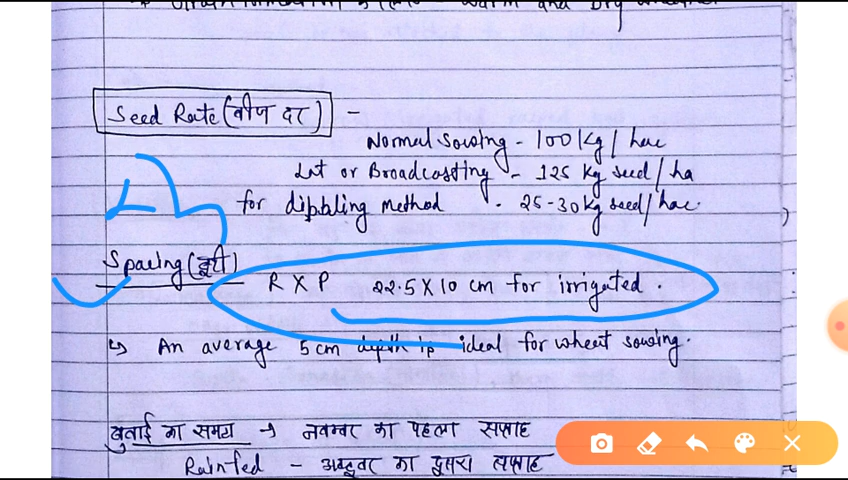 Seed Rate (बीज दर) -
Normal Sowing - 100 Kg / hac
Lat or Broadcasting - 125 Kg seed / ha
for dibbling method - 25-30 Kg seed / hac.
Spacing (दूरी)
R X P 22.5 X 10 cm for irrigated.
↳ An average 5 cm depth is ideal for wheat sowing.
बुवाई का समय → नवम्बर का पहला सप्ताह
Rainfed - अक्टूबर का दूसरा सप्ताह